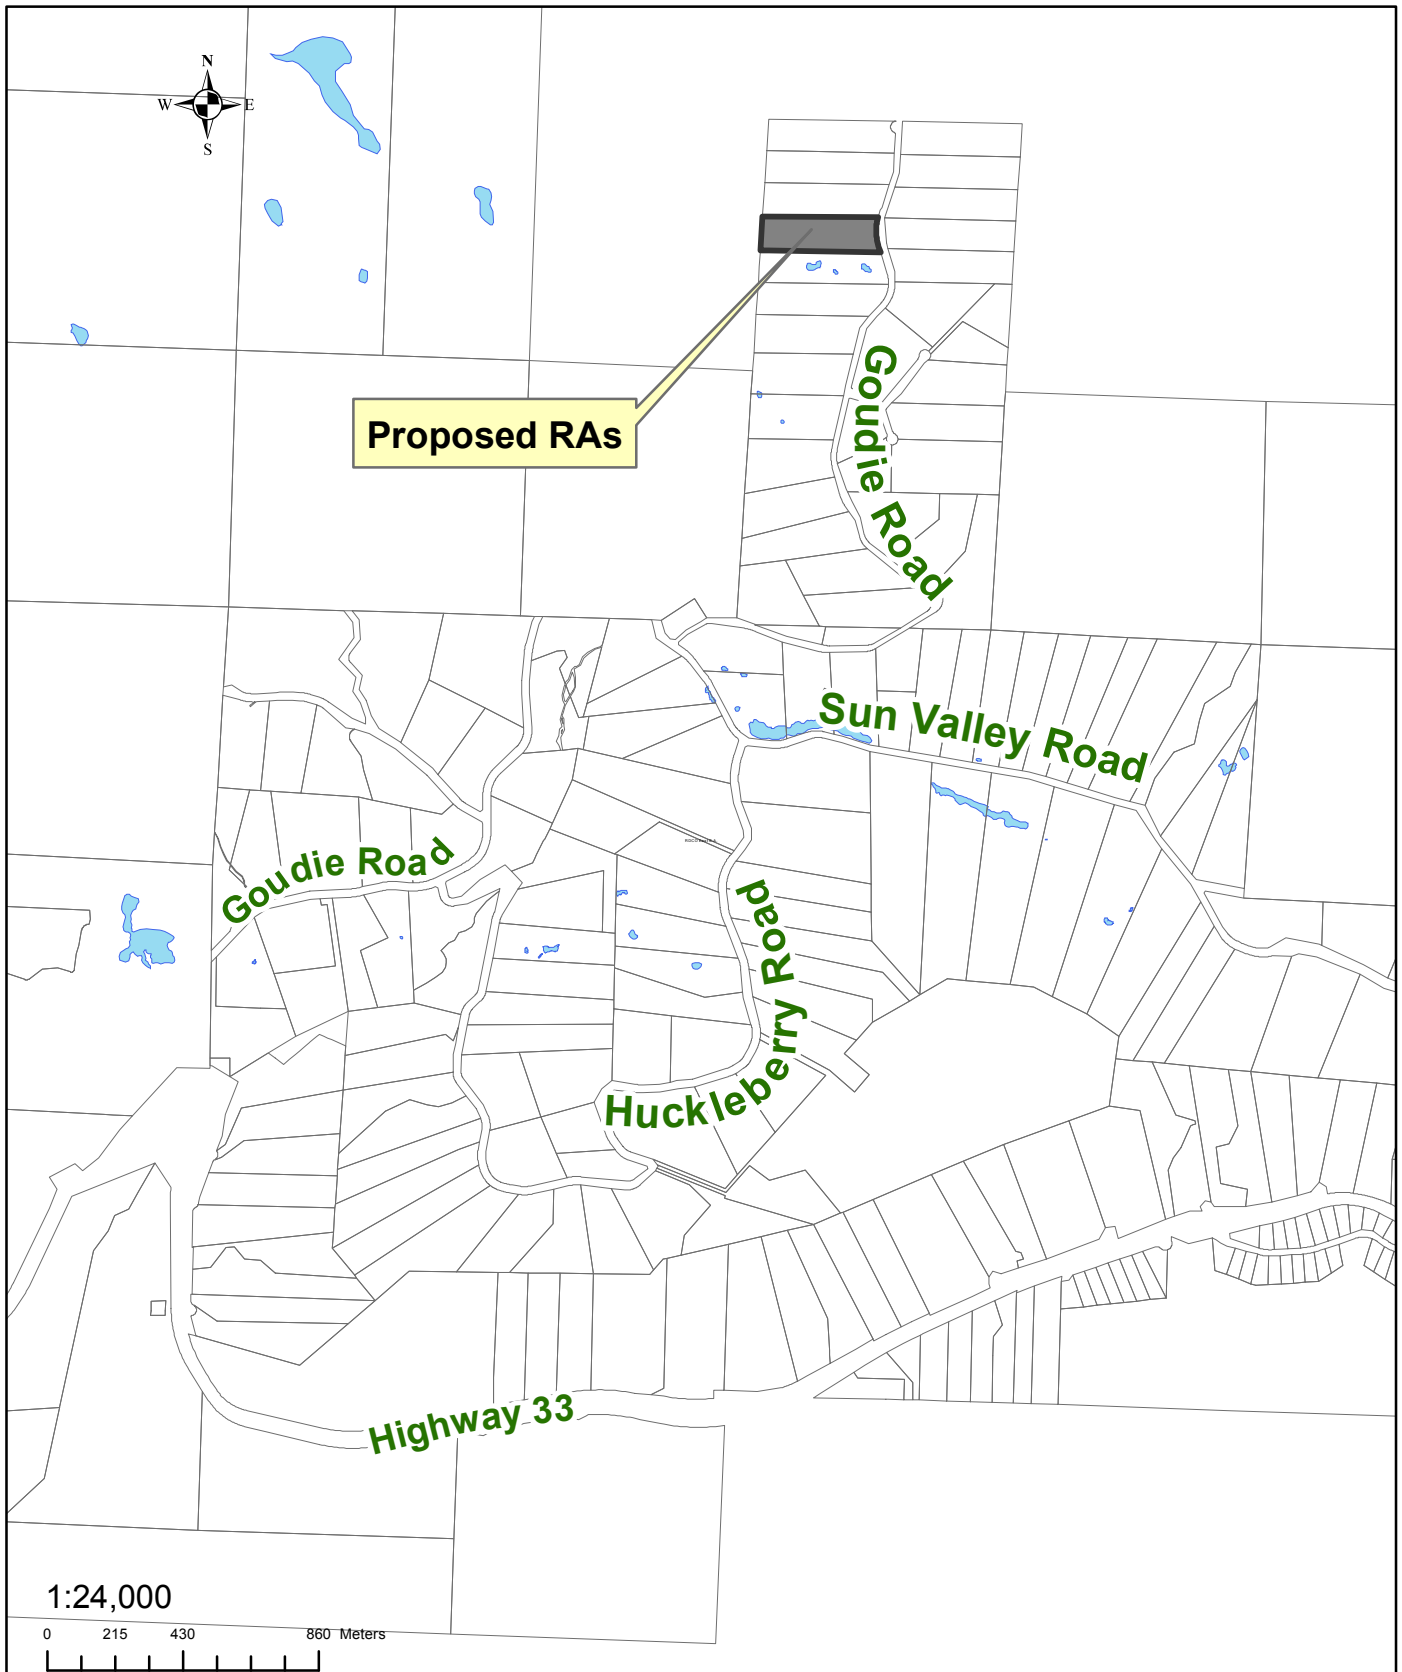 N
W E
S
Proposed RAs
Goudie Road
Sun Valley Road
Goudie Road
Huckleberry Road
Highway 33
1:24,000
0 215 430 860 Meters